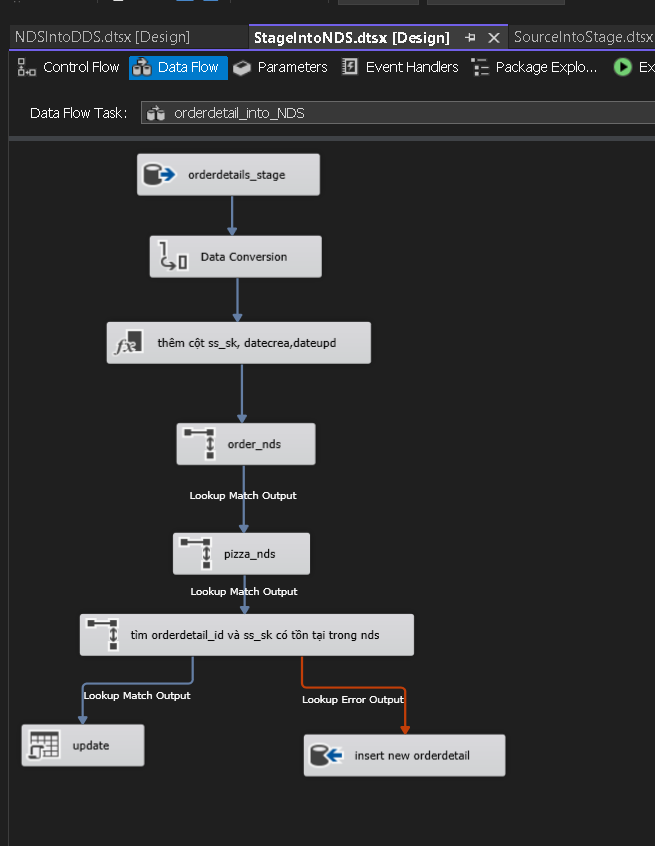 NDSIntoDDS.dtsx [Design]
StageIntoNDS.dtsx [Design]
SourceIntoStage.dtsx
Control Flow
Data Flow
Parameters
Event Handlers
Package Explo...
Ex
Data Flow Task:
orderdetail_into_NDS
orderdetails_stage
Data Conversion
thêm cột ss_sk, datecrea,dateupd
order_nds
Lookup Match Output
pizza_nds
Lookup Match Output
tìm orderdetail_id và ss_sk có tồn tại trong nds
Lookup Match Output
Lookup Error Output
update
insert new orderdetail